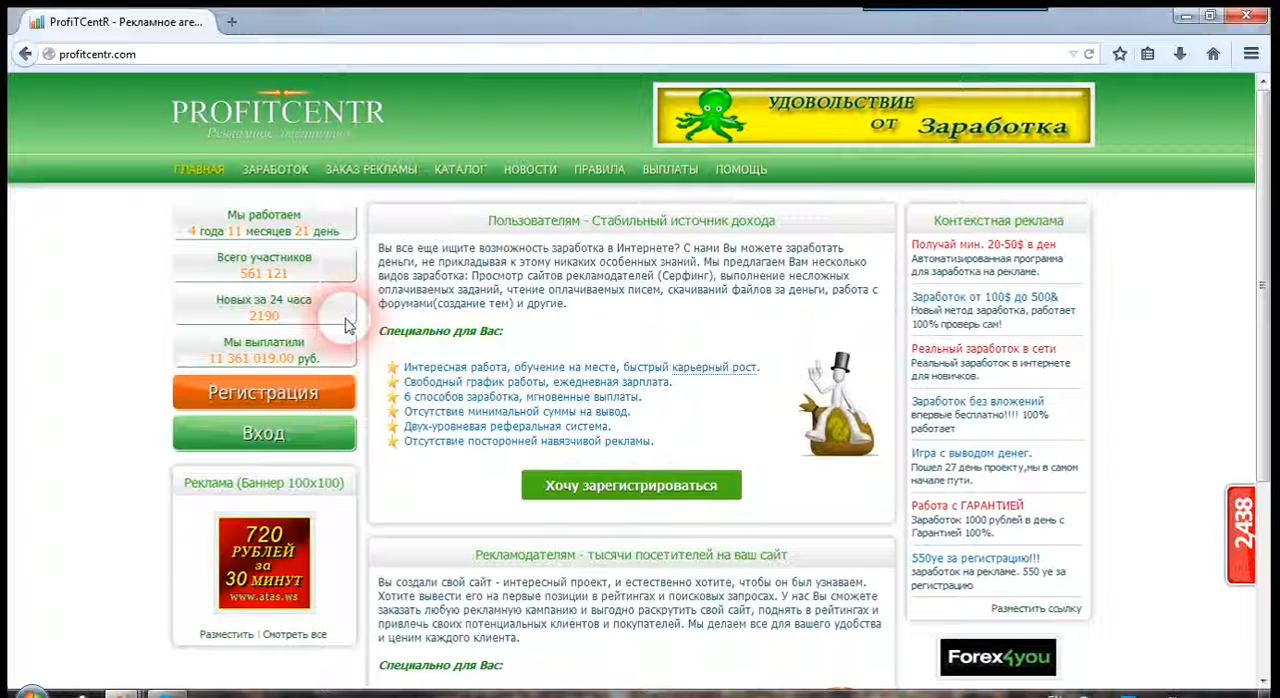 ProfiTCentR - Рекламное аге...
profitcentr.com
PROFITCENTR
Рекламное агентство
УДОВОЛЬСТВИЕ
ОТ Заработка
ГЛАВНАЯ ЗАРАБОТОК ЗАКАЗ РЕКЛАМЫ КАТАЛОГ НОВОСТИ ПРАВИЛА ВЫПЛАТЫ ПОМОЩЬ
Мы работаем
4 года 11 месяцев 21 день
Всего участников
561 121
Новых за 24 часа
2190
Мы выплатили
11 361 019.00 руб.
Регистрация
Вход
Реклама (Баннер 100x100)
720
РУБЛЕЙ
за
30 МИНУТ
www.atas.ws
Разместить | Смотреть все
Пользователям - Стабильный источник дохода
Вы все еще ищите возможность заработка в Интернете? С нами Вы можете заработать
деньги, не прикладывая к этому никаких особенных знаний. Мы предлагаем Вам несколько
видов заработка: Просмотр сайтов рекламодателей (Серфинг), выполнение несложных
оплачиваемых заданий, чтение оплачиваемых писем, скачиваний файлов за деньги, работа с
форумами(создание тем) и другие.
Специально для Вас:
Интересная работа, обучение на месте, быстрый карьерный рост.
Свободный график работы, ежедневная зарплата.
6 способов заработка, мгновенные выплаты.
Отсутствие минимальной суммы на вывод.
Двух-уровневая реферальная система.
Отсутствие посторонней навязчивой рекламы.
Хочу зарегистрироваться
Рекламодателям - тысячи посетителей на ваш сайт
Вы создали свой сайт - интересный проект, и естественно хотите, чтобы он был узнаваем.
Хотите вывести его на первые позиции в рейтингах и поисковых запросах. У нас Вы сможете
заказать любую рекламную кампанию и выгодно раскрутить свой сайт, поднять в рейтингах и
привлечь своих потенциальных клиентов и покупателей. Мы делаем все для вашего удобства
и ценим каждого клиента.
Специально для Вас:
Контекстная реклама
Получай мин. 20-50$ в ден
Автоматизированная програмна
для заработка на рекламе.
Заработок от 100$ до 500&
Новый метод заработка, работает
100% проверь сам!
Реальный заработок в сети
Реальный заработок в интернете
для новичков.
Заработок без вложений
впервые бесплатно!!!! 100%
работает
Игра с выводом денег.
Пошел 27 день проекту,мы в самом
начале пути.
Работа с ГАРАНТИЕЙ
Заработок 1000 рублей в день с
Гарантией 100%.
550уе за регистрацию!!!
заработок на рекламе. 550 уе за
регистрацию
Разместить ссылку
Forex4you
2,438